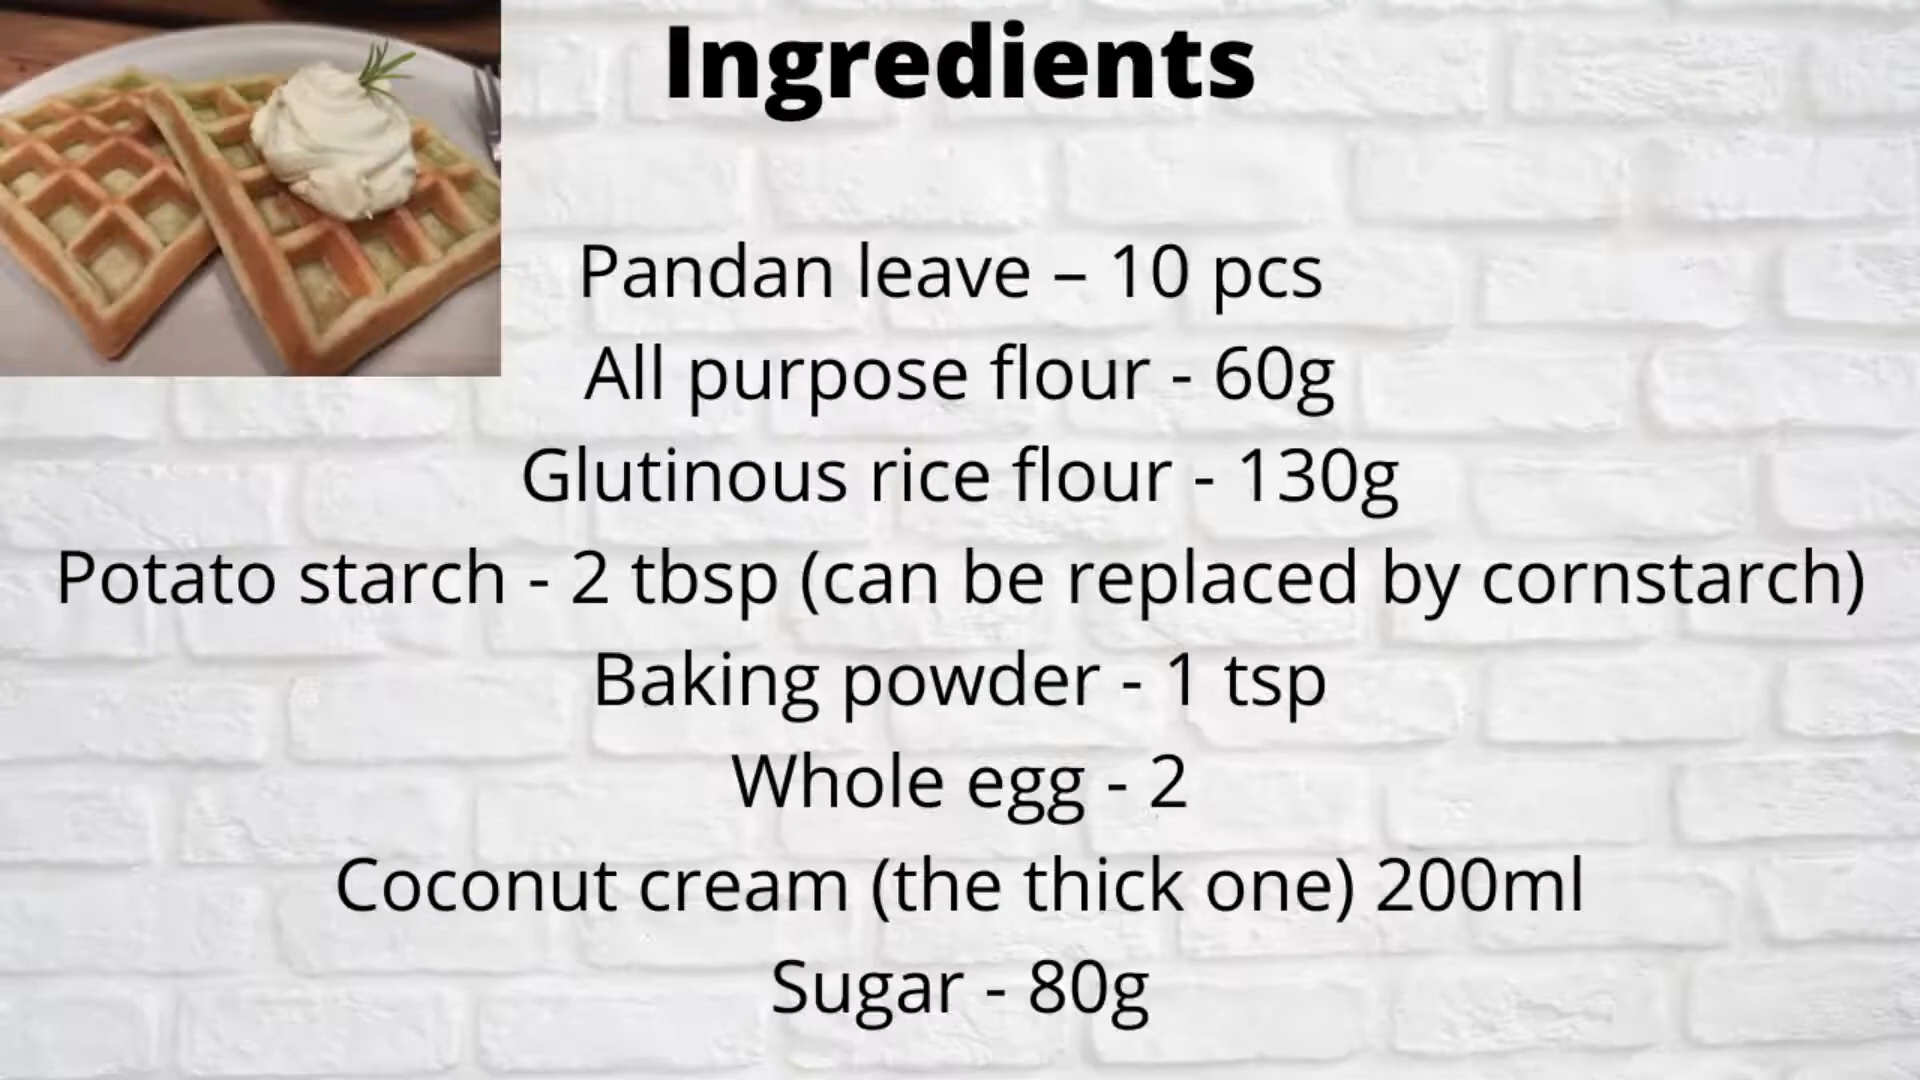 Ingredients
Pandan leave – 10 pcs
All purpose flour - 60g
Glutinous rice flour - 130g
Potato starch - 2 tbsp (can be replaced by cornstarch)
Baking powder - 1 tsp
Whole egg - 2
Coconut cream (the thick one) 200ml
Sugar - 80g